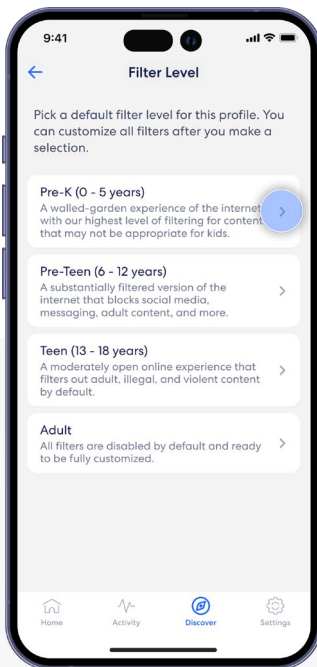 9:41
Filter Level
Pick a default filter level for this profile. You
can customize all filters after you make a
selection.
Pre-K (0 - 5 years)
A walled-garden experience of the internet
with our highest level of filtering for content
that may not be appropriate for kids.
Pre-Teen (6 - 12 years)
A substantially filtered version of the
internet that blocks social media,
messaging, adult content, and more.
Teen (13 - 18 years)
A moderately open online experience that
filters out adult, illegal, and violent content
by default.
Adult
All filters are disabled by default and ready
to be fully customized.
Home Activity Discover Settings